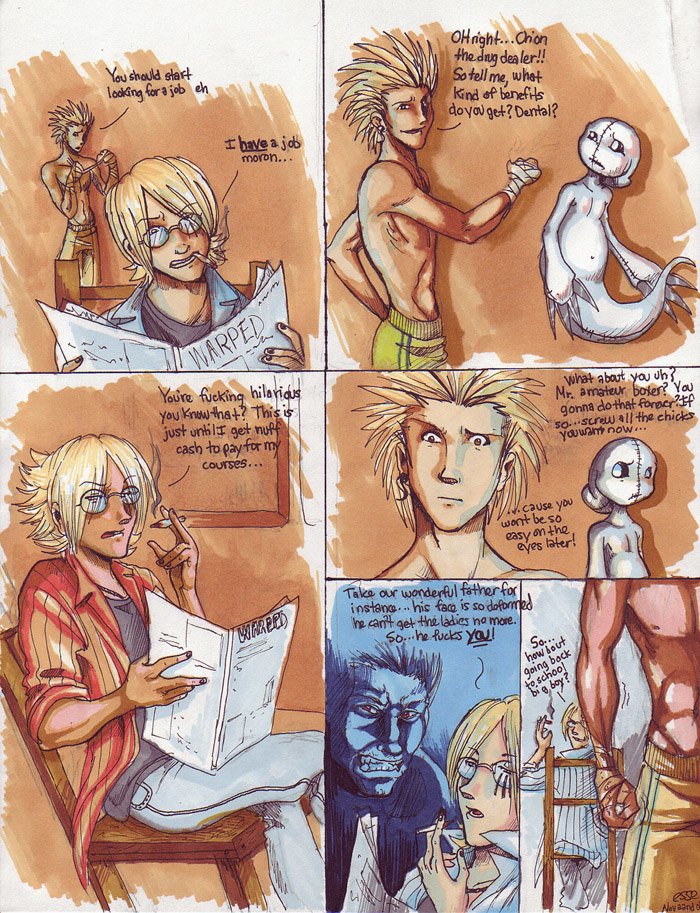 You should start
looking for a job eh
I have a job
moron...
WARPED
OH right... Chion
the drug dealer!!
So tell me, what
kind of benefits
do you get? Dental?
You're fucking hilarious
you know that? This is
just until I get nuff
cash to pay for my
courses...
WARPED
What about you uh?
Mr. amateur boxer? You
gonna do that forever? If
so...screw all the chicks
you want now...
...cause you
won't be so
easy on the
eyes later!
Take our wonderful father for
instance... his face is so deformed
he can't get the ladies no more.
So...he fucks you!
So...
how bout
going back
to school
big boy?